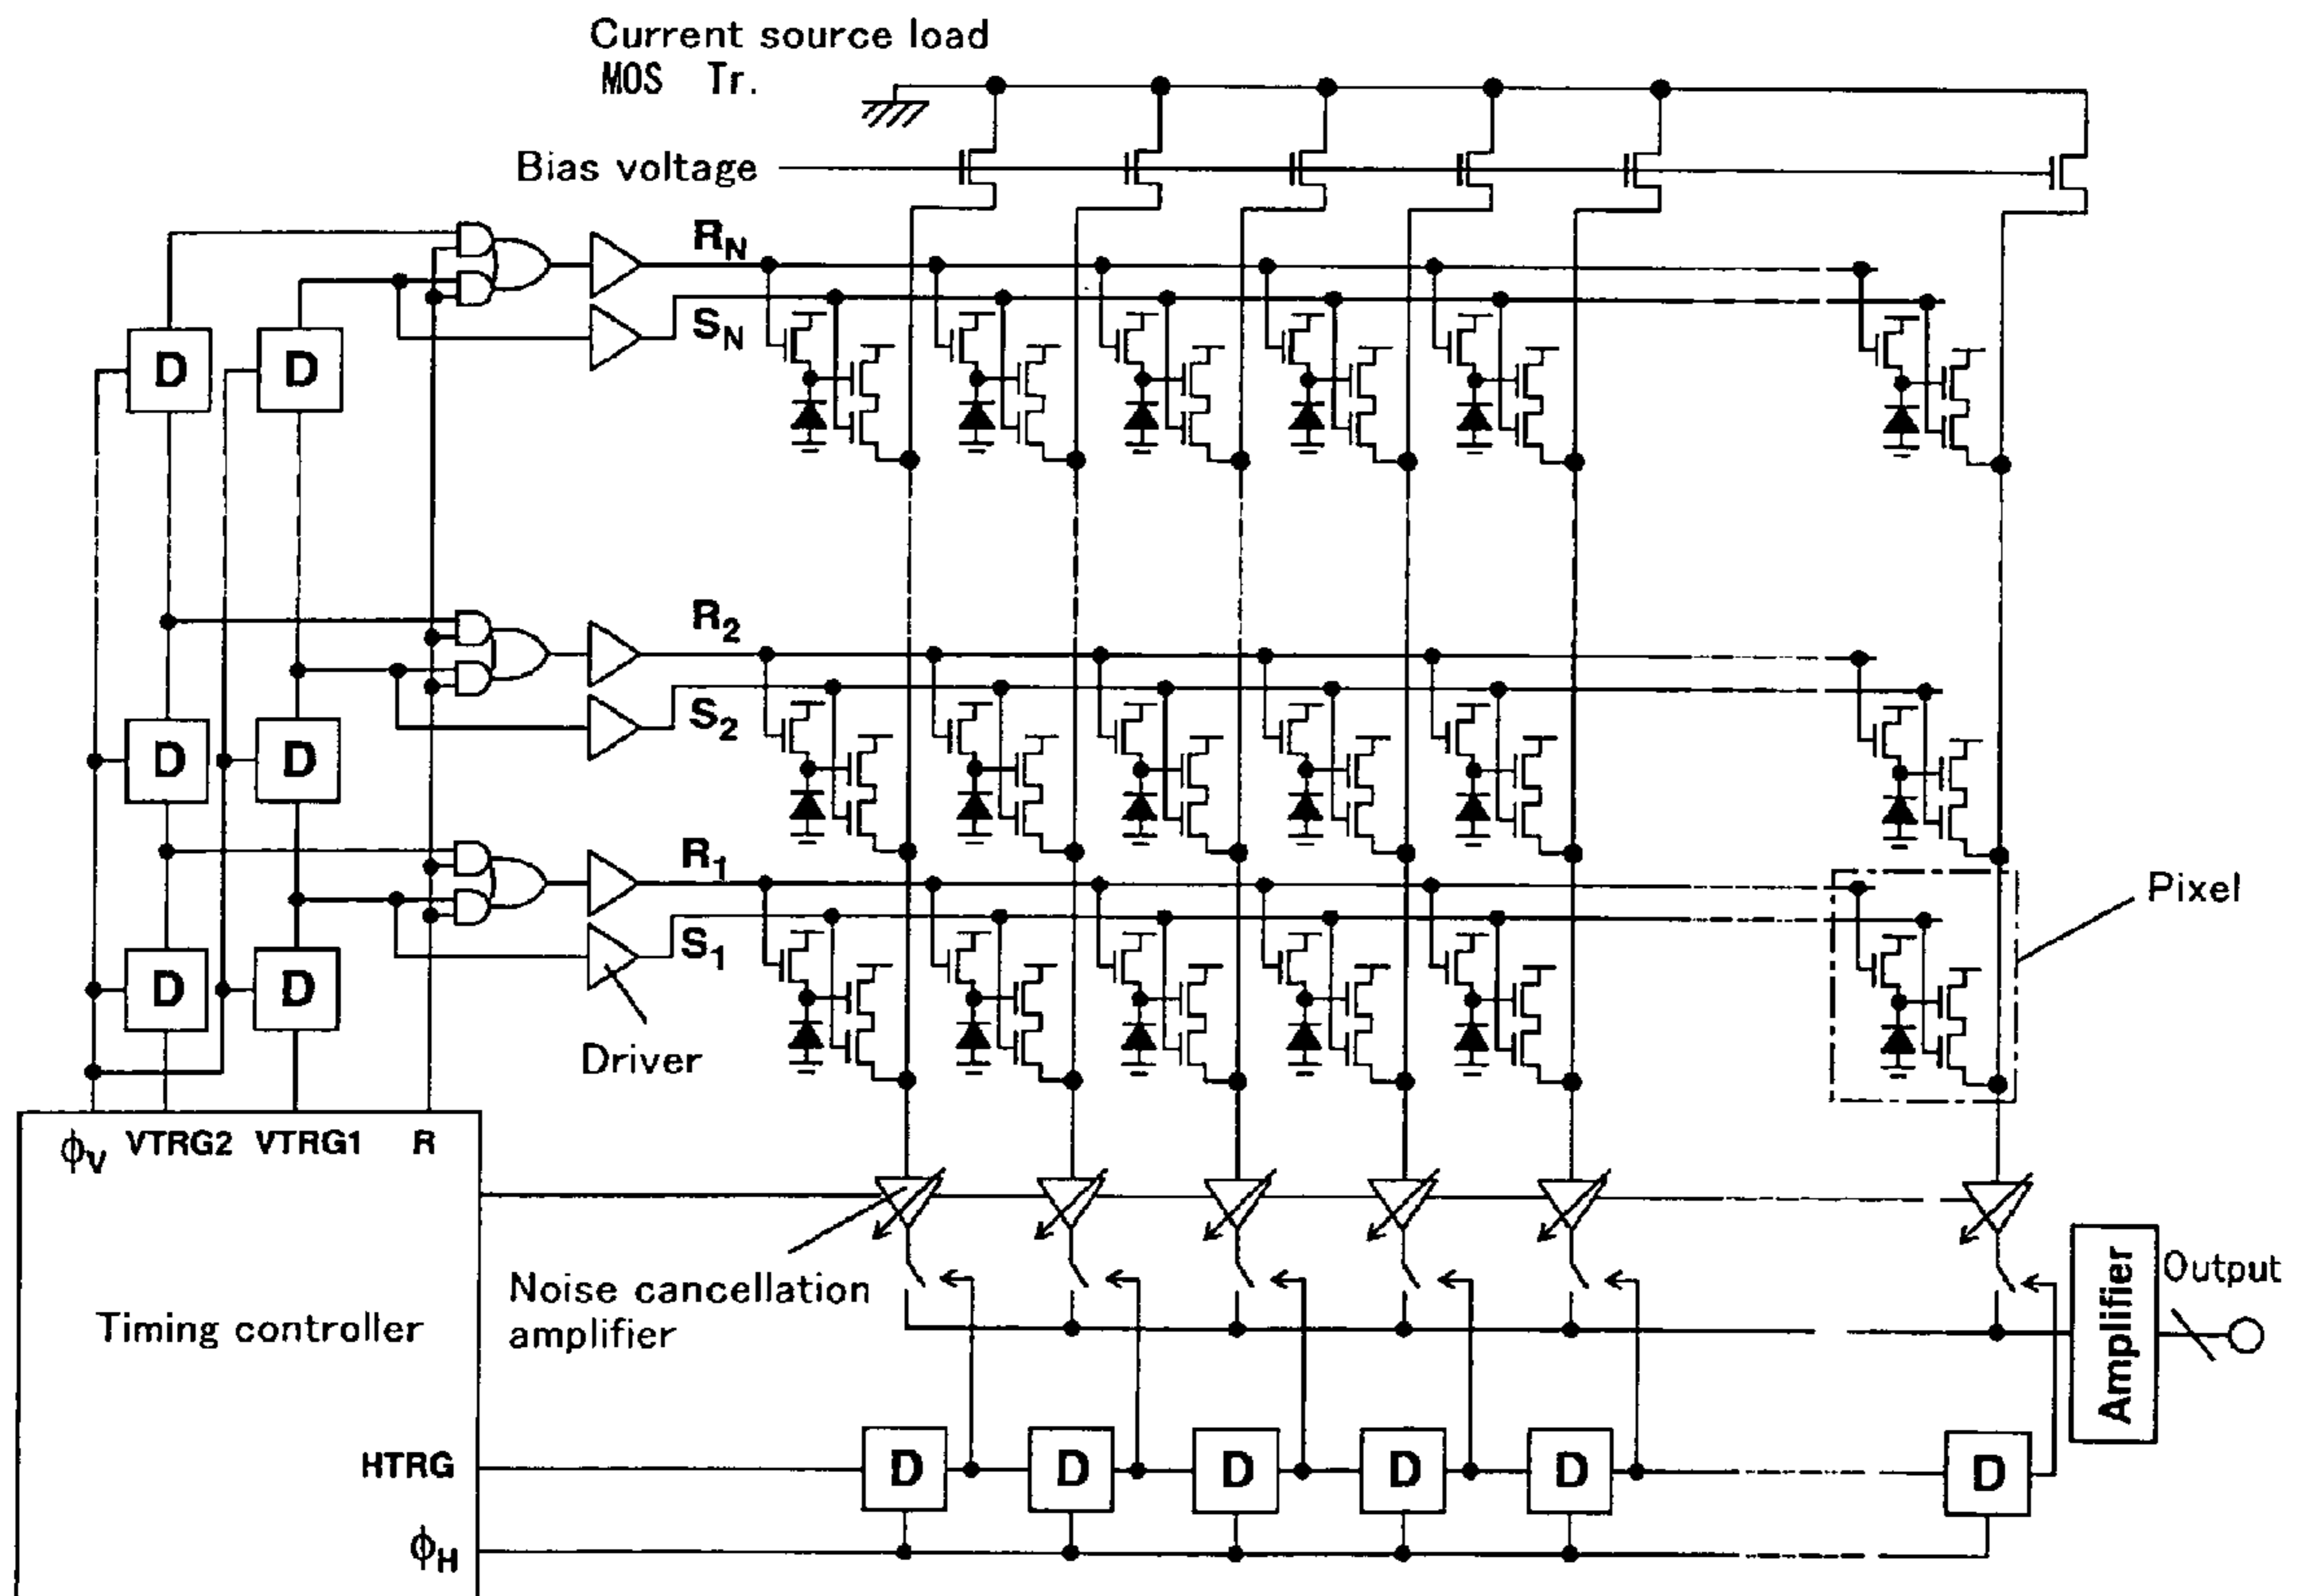 Current source load
MOS Tr.
Bias voltage
R_N
S_N
D D
R_2
S_2
D D
R_1
S_1
D D
Pixel
Driver
ϕ_V VTRG2 VTRG1 R
Noise cancellation
amplifier
Timing controller
Output
Amplifier
HTRG
D D D D D D
ϕ_H